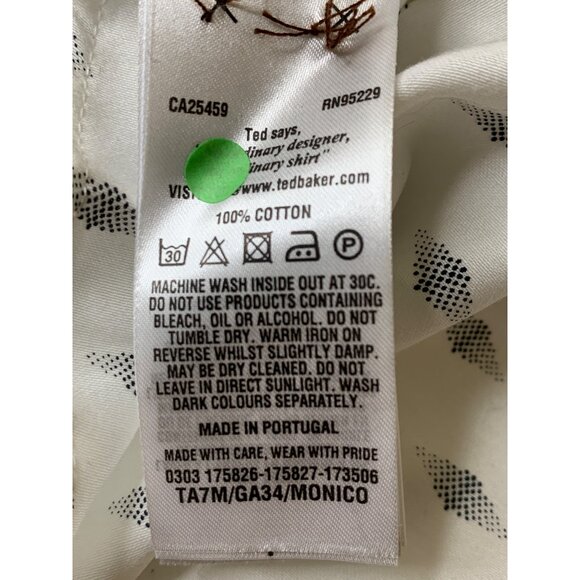 CA25459 RN95229
Ted says,
dinary designer,
dinary shirt"
VIS www.tedbaker.com
100% COTTON
30 P
MACHINE WASH INSIDE OUT AT 30C.
DO NOT USE PRODUCTS CONTAINING
BLEACH, OIL OR ALCOHOL. DO NOT
TUMBLE DRY. WARM IRON ON
REVERSE WHILST SLIGHTLY DAMP.
MAY BE DRY CLEANED. DO NOT
LEAVE IN DIRECT SUNLIGHT. WASH
DARK COLOURS SEPARATELY.
MADE IN PORTUGAL
MADE WITH CARE, WEAR WITH PRIDE
0303 175826-175827-173506
TA7M/GA34/MONICO